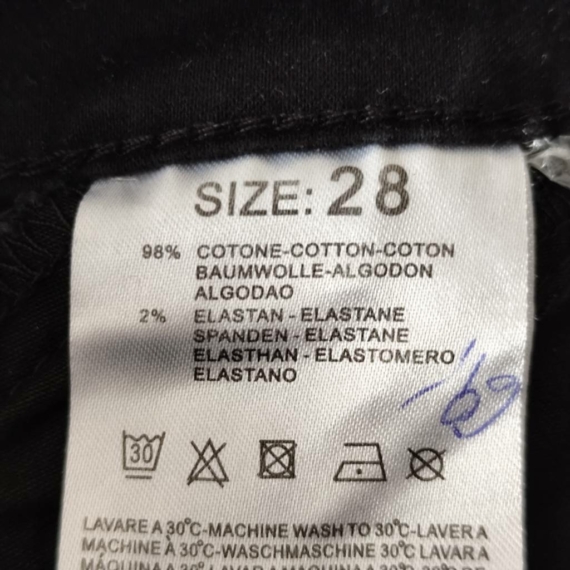 SIZE: 28
98% COTONE-COTTON-COTON
BAUMWOLLE-ALGODON
ALGODAO
2% ELASTAN - ELASTANE
SPANDEN - ELASTANE
ELASTHAN - ELASTOMERO
ELASTANO
30
LAVARE A 30°C-MACHINE WASH TO 30°C-LAVER A
MACHINE À 30°C-WASCHMASCHINE 30°C LAVAR A